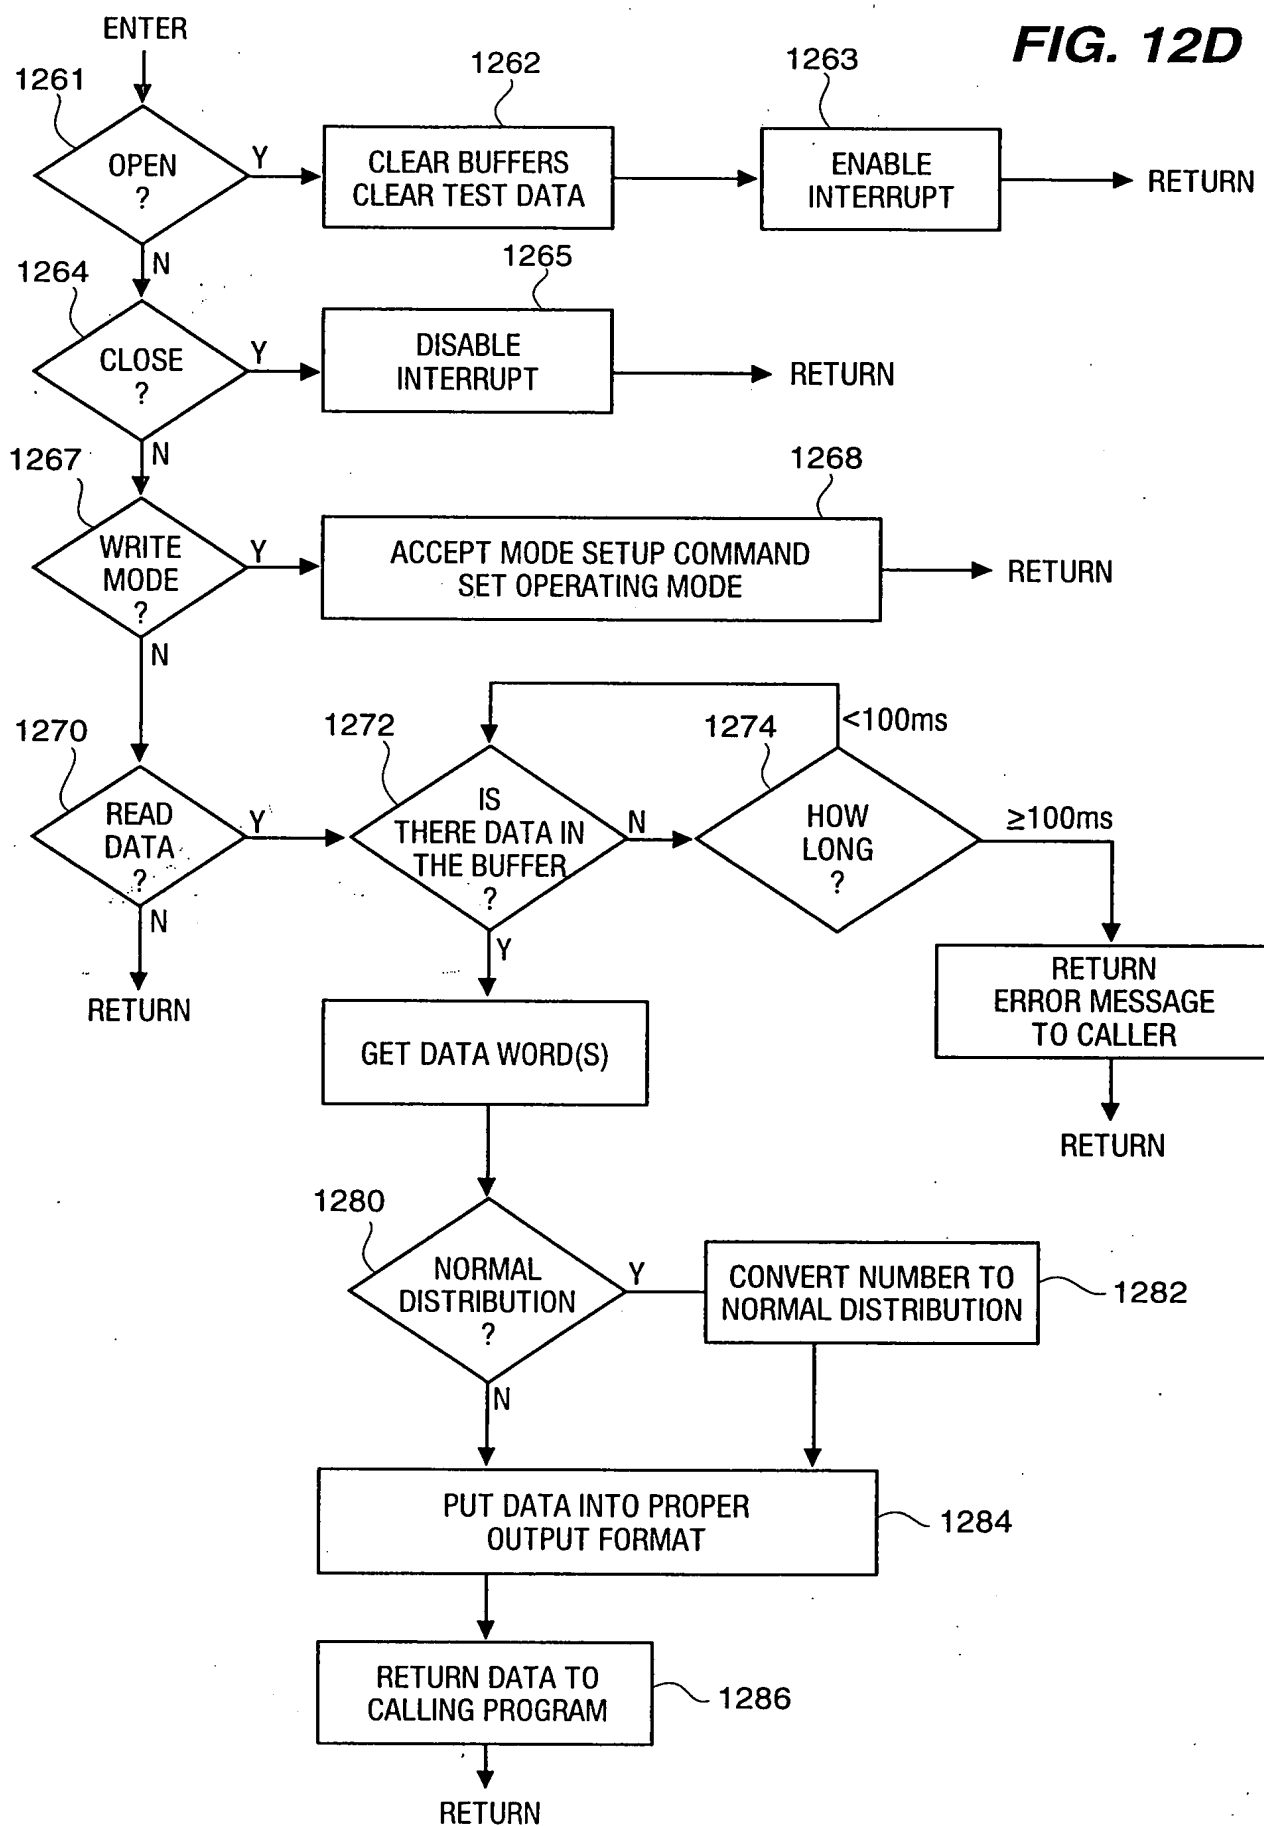 ENTER
FIG. 12D
1261
1262
1263
OPEN
?
Y
CLEAR BUFFERS
CLEAR TEST DATA
ENABLE
INTERRUPT
RETURN
N
1264
1265
CLOSE
?
Y
DISABLE
INTERRUPT
RETURN
N
1267
1268
WRITE
MODE
?
Y
ACCEPT MODE SETUP COMMAND
SET OPERATING MODE
RETURN
N
1270
1272
1274
<100ms
READ
DATA
?
Y
IS
THERE DATA IN
THE BUFFER
?
N
HOW
LONG
?
≥100ms
N
RETURN
Y
RETURN
ERROR MESSAGE
TO CALLER
RETURN
GET DATA WORD(S)
1280
NORMAL
DISTRIBUTION
?
Y
CONVERT NUMBER TO
NORMAL DISTRIBUTION
1282
N
PUT DATA INTO PROPER
OUTPUT FORMAT
1284
RETURN DATA TO
CALLING PROGRAM
1286
RETURN